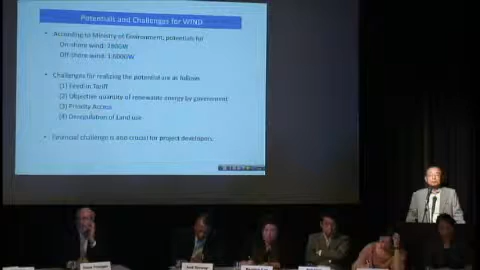 Potentials and Challenges for WIND
• According to Ministry of Environment, potentials for
On-shore wind: 280GW
Off-shore wind: 1,600GW
• Challenges for realizing the potential are as follows
(1) Feed in Tariff
(2) Objective quantity of renewable energy by government
(3) Priority Access
(4) Deregulation of Land use
• Financial challenge is also crucial for project developers.